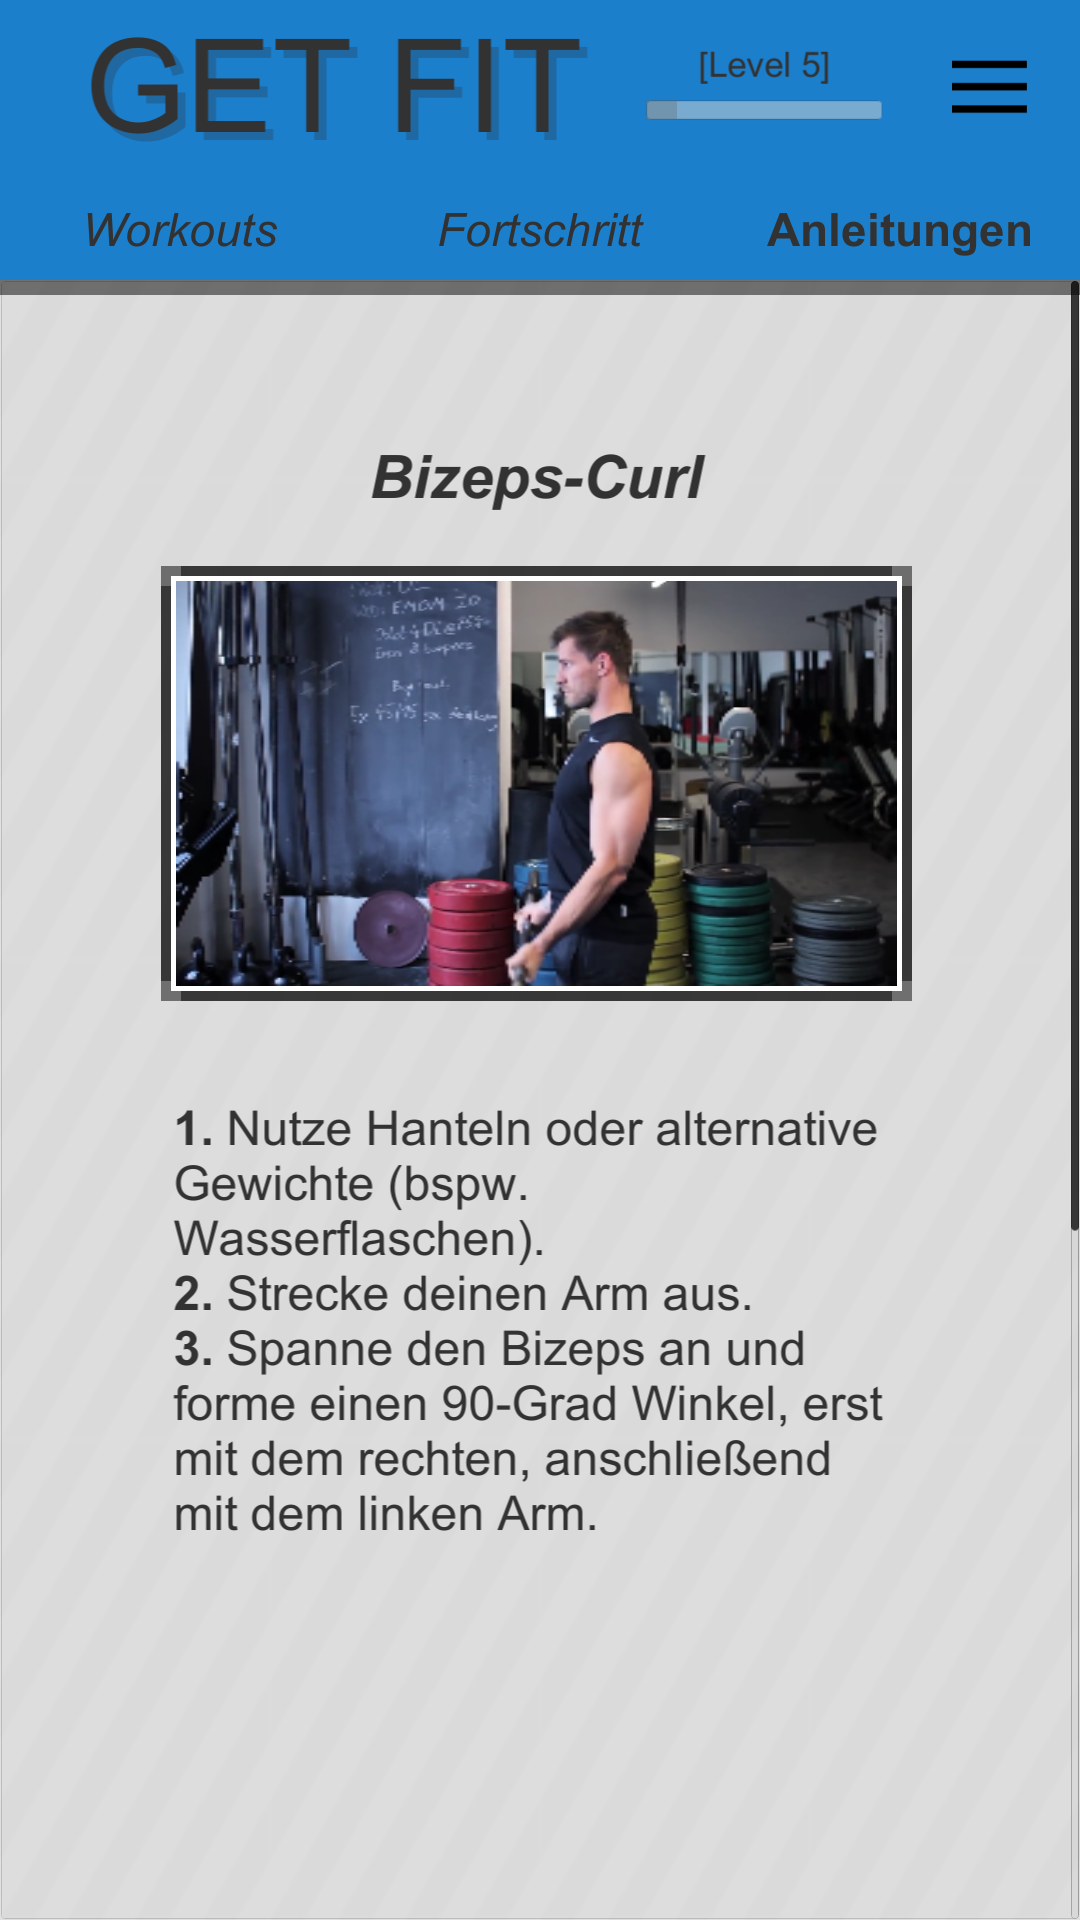 GET FIT
[Level 5]
Workouts Fortschritt Anleitungen
Bizeps-Curl
EMOM 20
1. Nutze Hanteln oder alternative
Gewichte (bspw.
Wasserflaschen).
2. Strecke deinen Arm aus.
3. Spanne den Bizeps an und
forme einen 90-Grad Winkel, erst
mit dem rechten, anschließend
mit dem linken Arm.